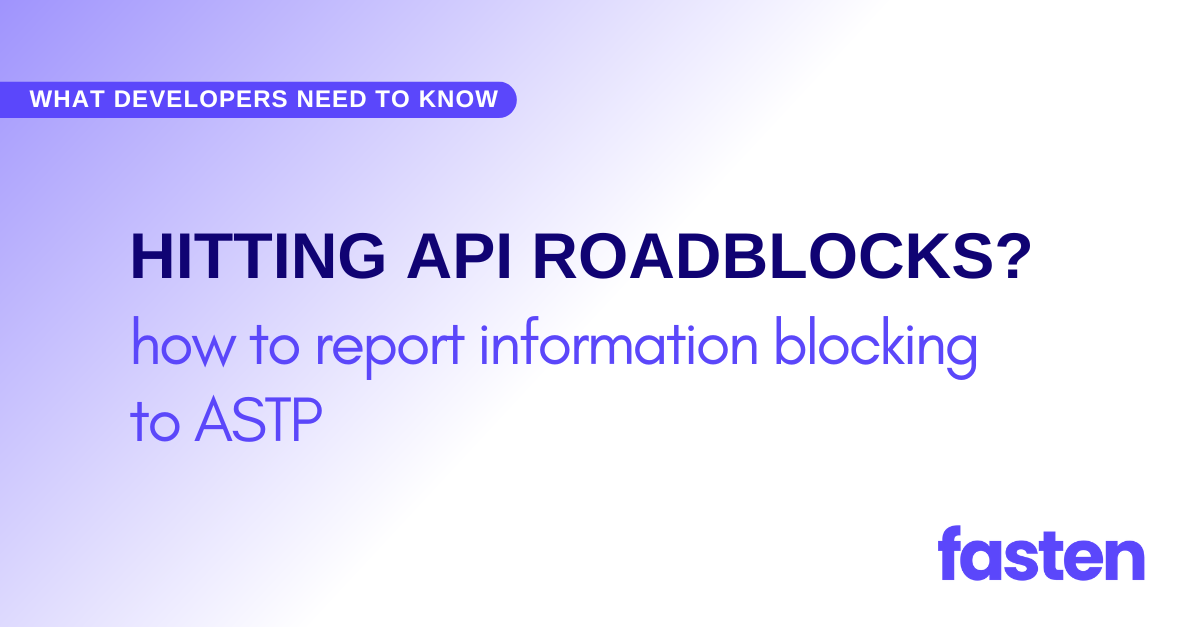 WHAT DEVELOPERS NEED TO KNOW
HITTING API ROADBLOCKS?
how to report information blocking
to ASTP
fasten